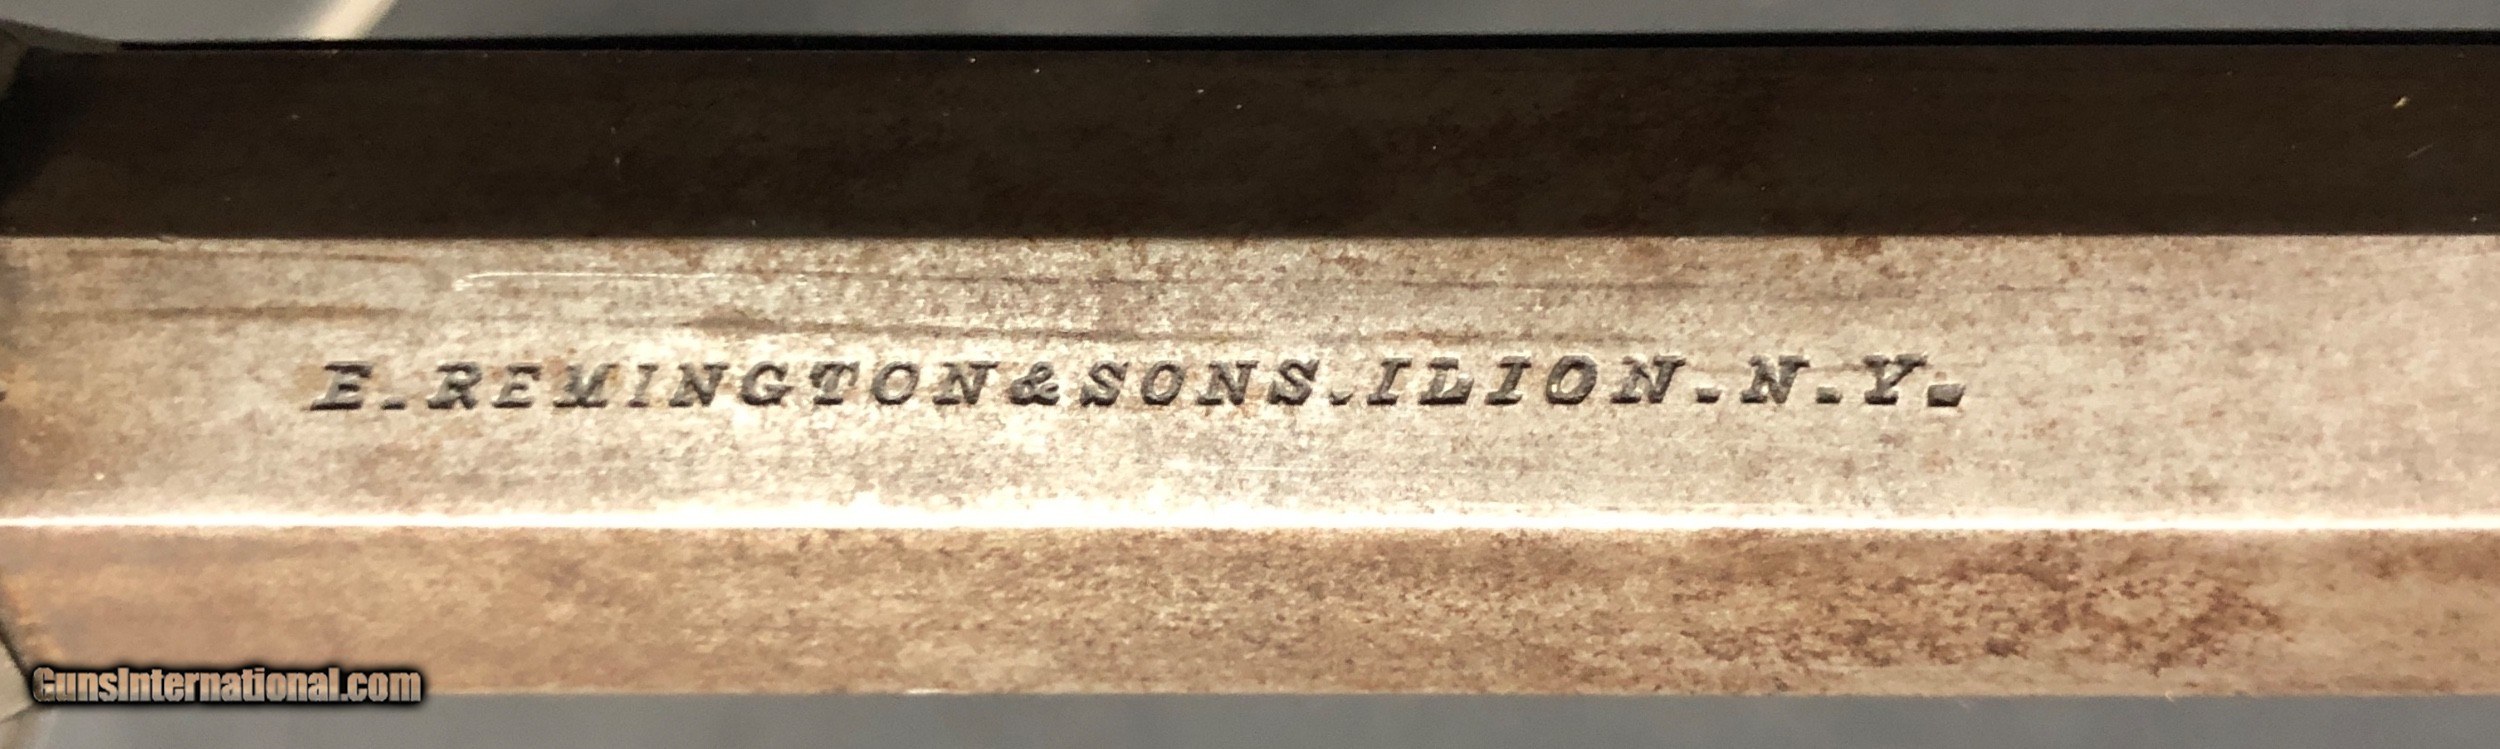 E.REMINGTON&SONS.ILION.N.Y.
GunsInternational.com